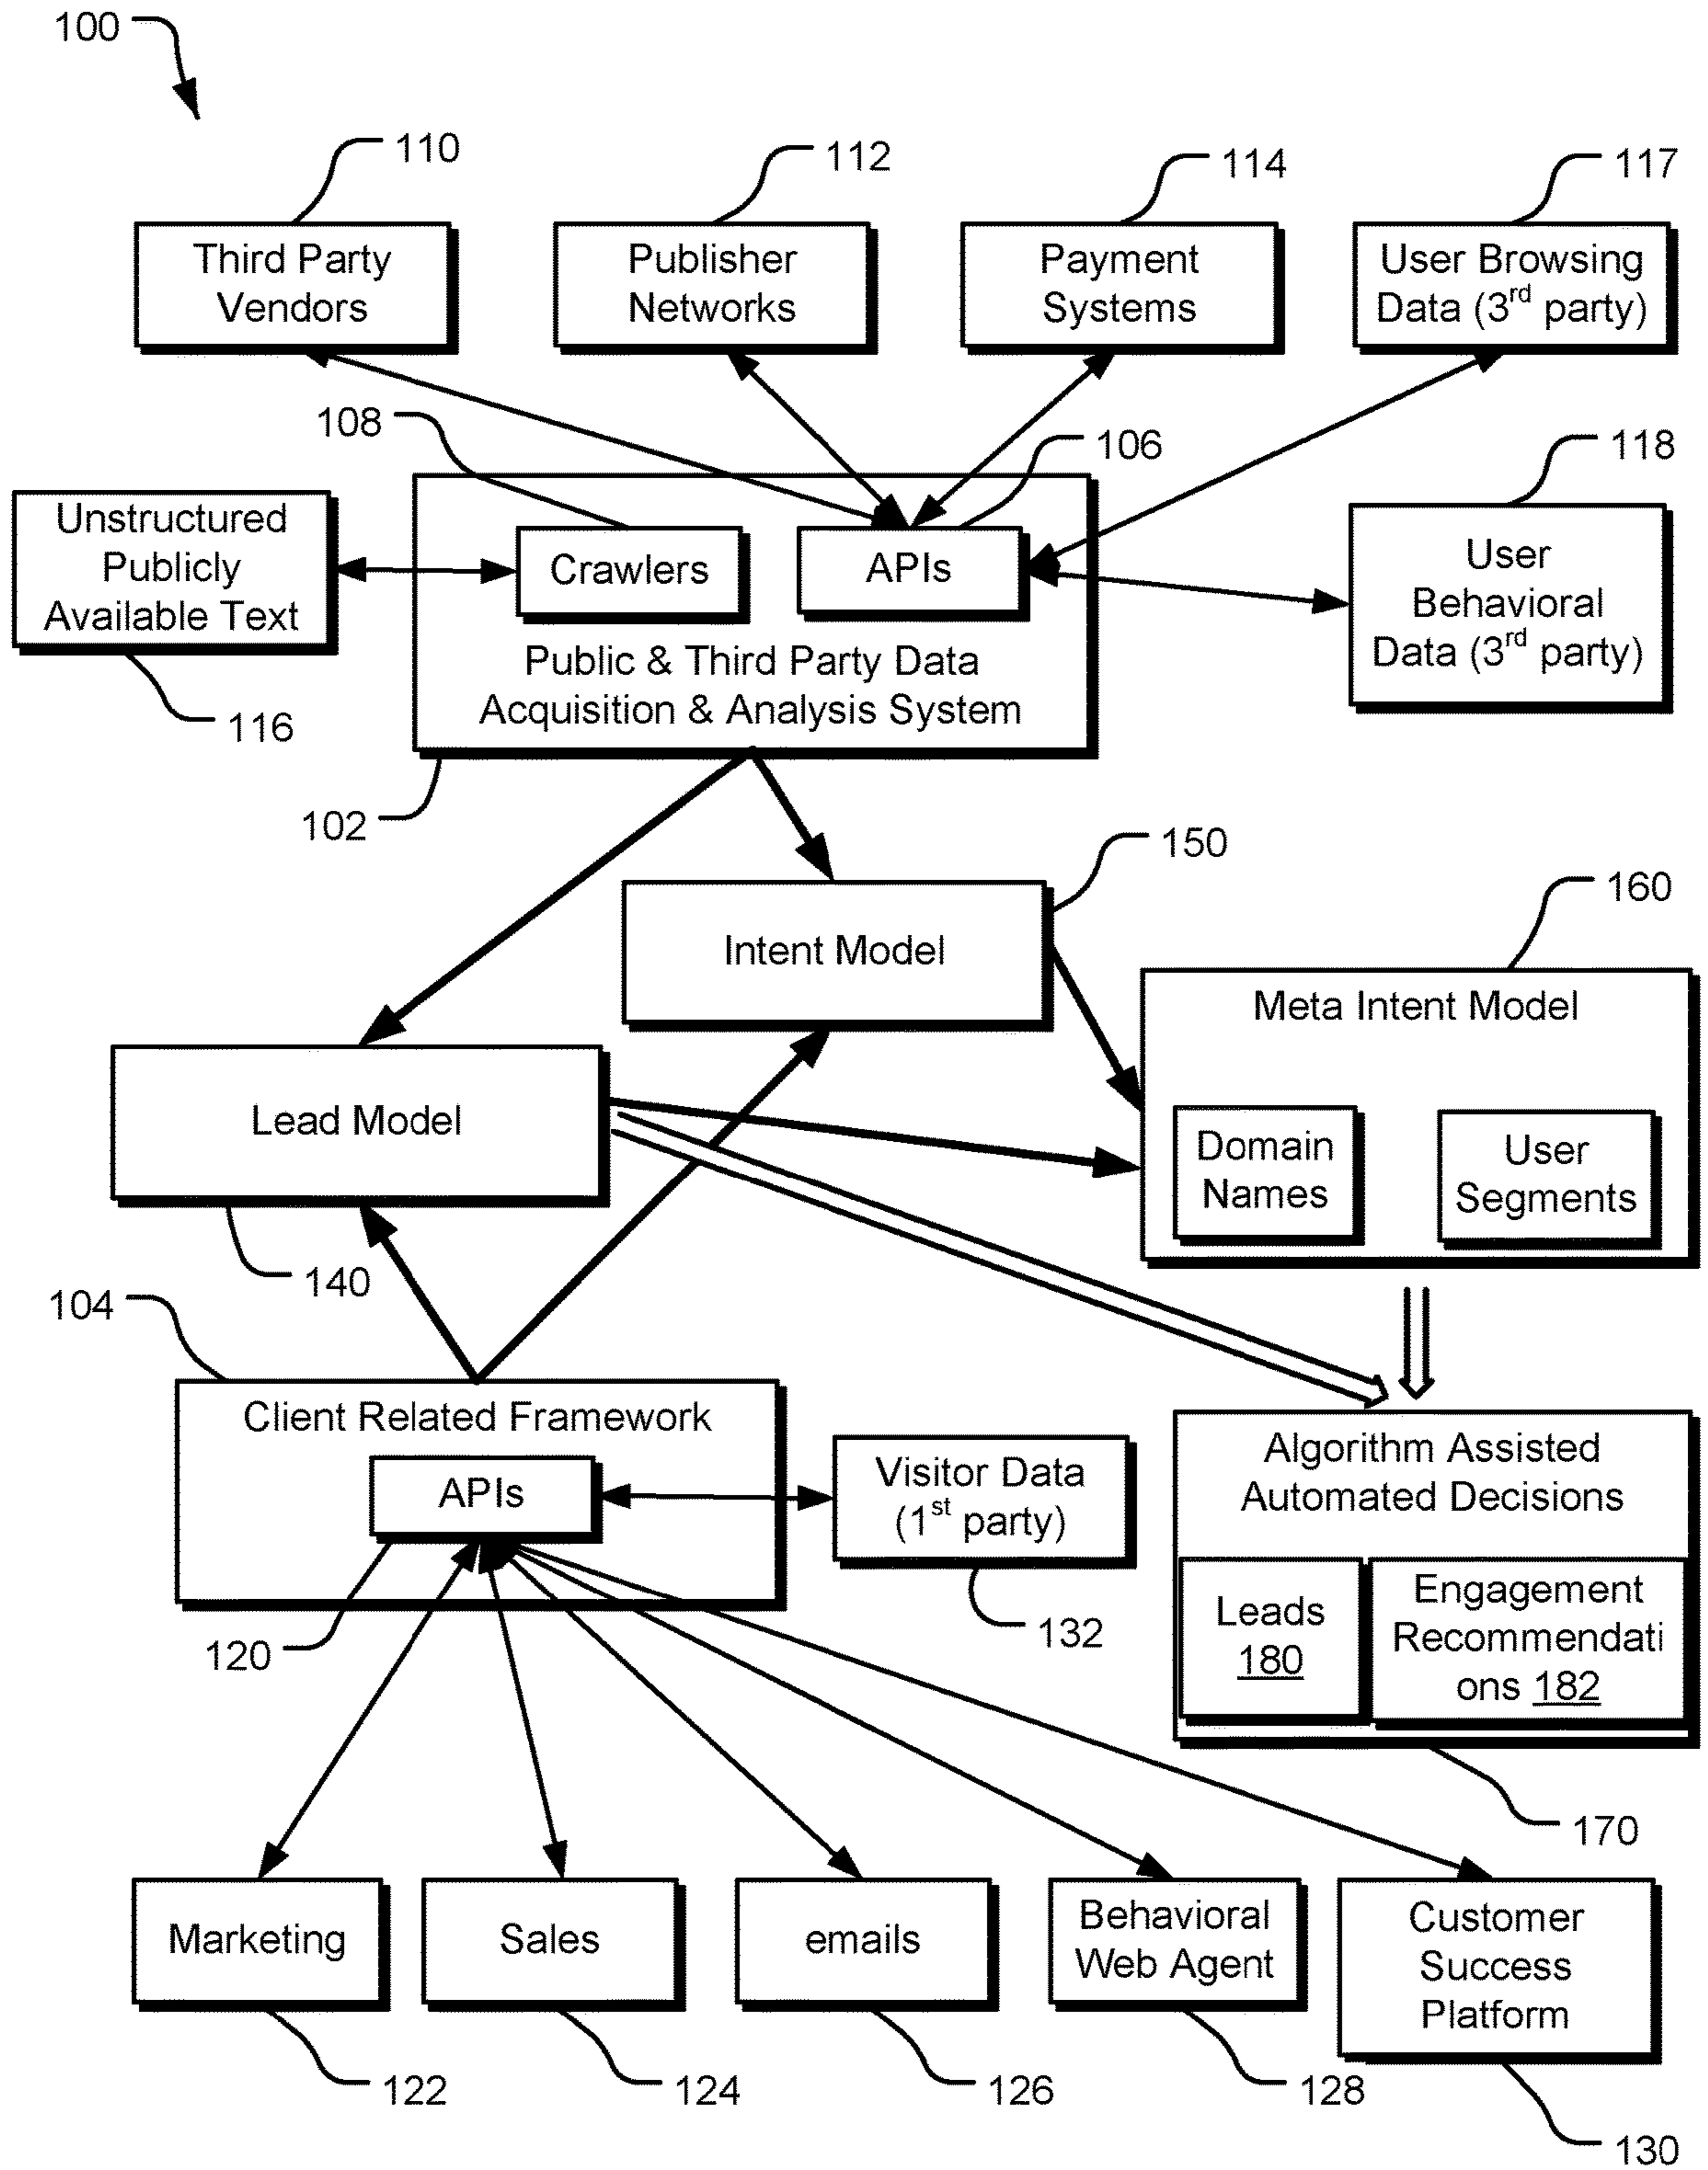 100
110
112
114
117
Third Party
Vendors
Publisher
Networks
Payment
Systems
User Browsing
Data (3rd party)
108
106
118
Unstructured
Publicly
Available Text
Crawlers
APIs
User
Behavioral
Data (3rd party)
Public & Third Party Data
Acquisition & Analysis System
116
102
150
160
Intent Model
Meta Intent Model
Lead Model
Domain
Names
User
Segments
140
104
Client Related Framework
APIs
Visitor Data
(1st party)
Algorithm Assisted
Automated Decisions
Leads
180
Engagement
Recommendati
ons 182
120
132
170
Marketing
Sales
emails
Behavioral
Web Agent
Customer
Success
Platform
122
124
126
128
130